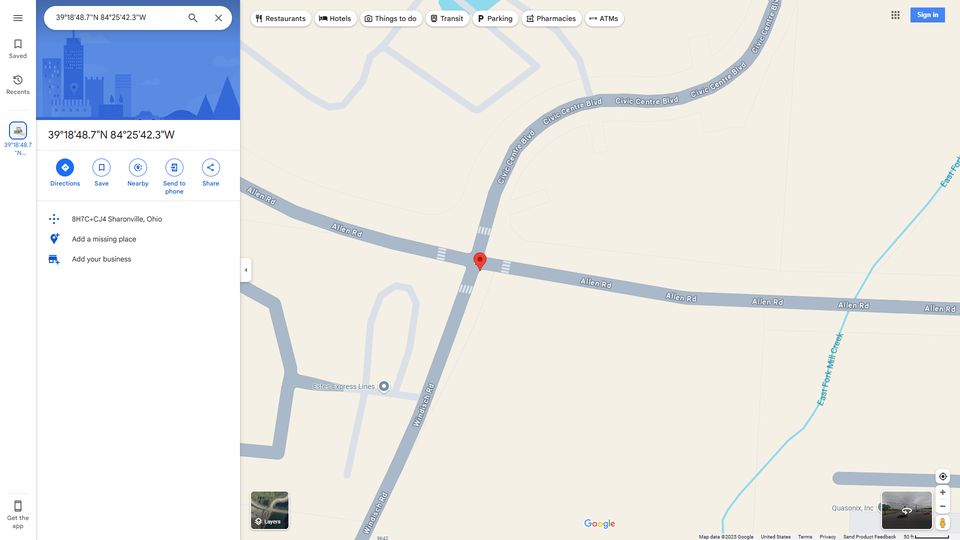 39°18'48.7"N 84°25'42.3"W
Restaurants
Hotels
Things to do
Transit
Parking
Pharmacies
ATMs
Sign in
Saved
Recents
39°18'48.7
"N...
39°18'48.7"N 84°25'42.3"W
Directions
Save
Nearby
Send to
phone
Share
8H7C+CJ4 Sharonville, Ohio
Add a missing place
Add your business
Get the
app
Civic Centre Blvd
Civic Centre Blvd
Civic Centre Blvd
Civic Centre Blvd
Civic Centre Blvd
Allen Rd
Allen Rd
Allen Rd
Allen Rd
Allen Rd
Allen Rd
Allen Rd
East Fork
East Fork Mill Creek
Estes Express Lines
Windisch Rd
Windisch Rd
Quasonix, Inc
Layers
Google
9642
Map data ©2025 Google
United States
Terms
Privacy
Send Product Feedback
50 ft